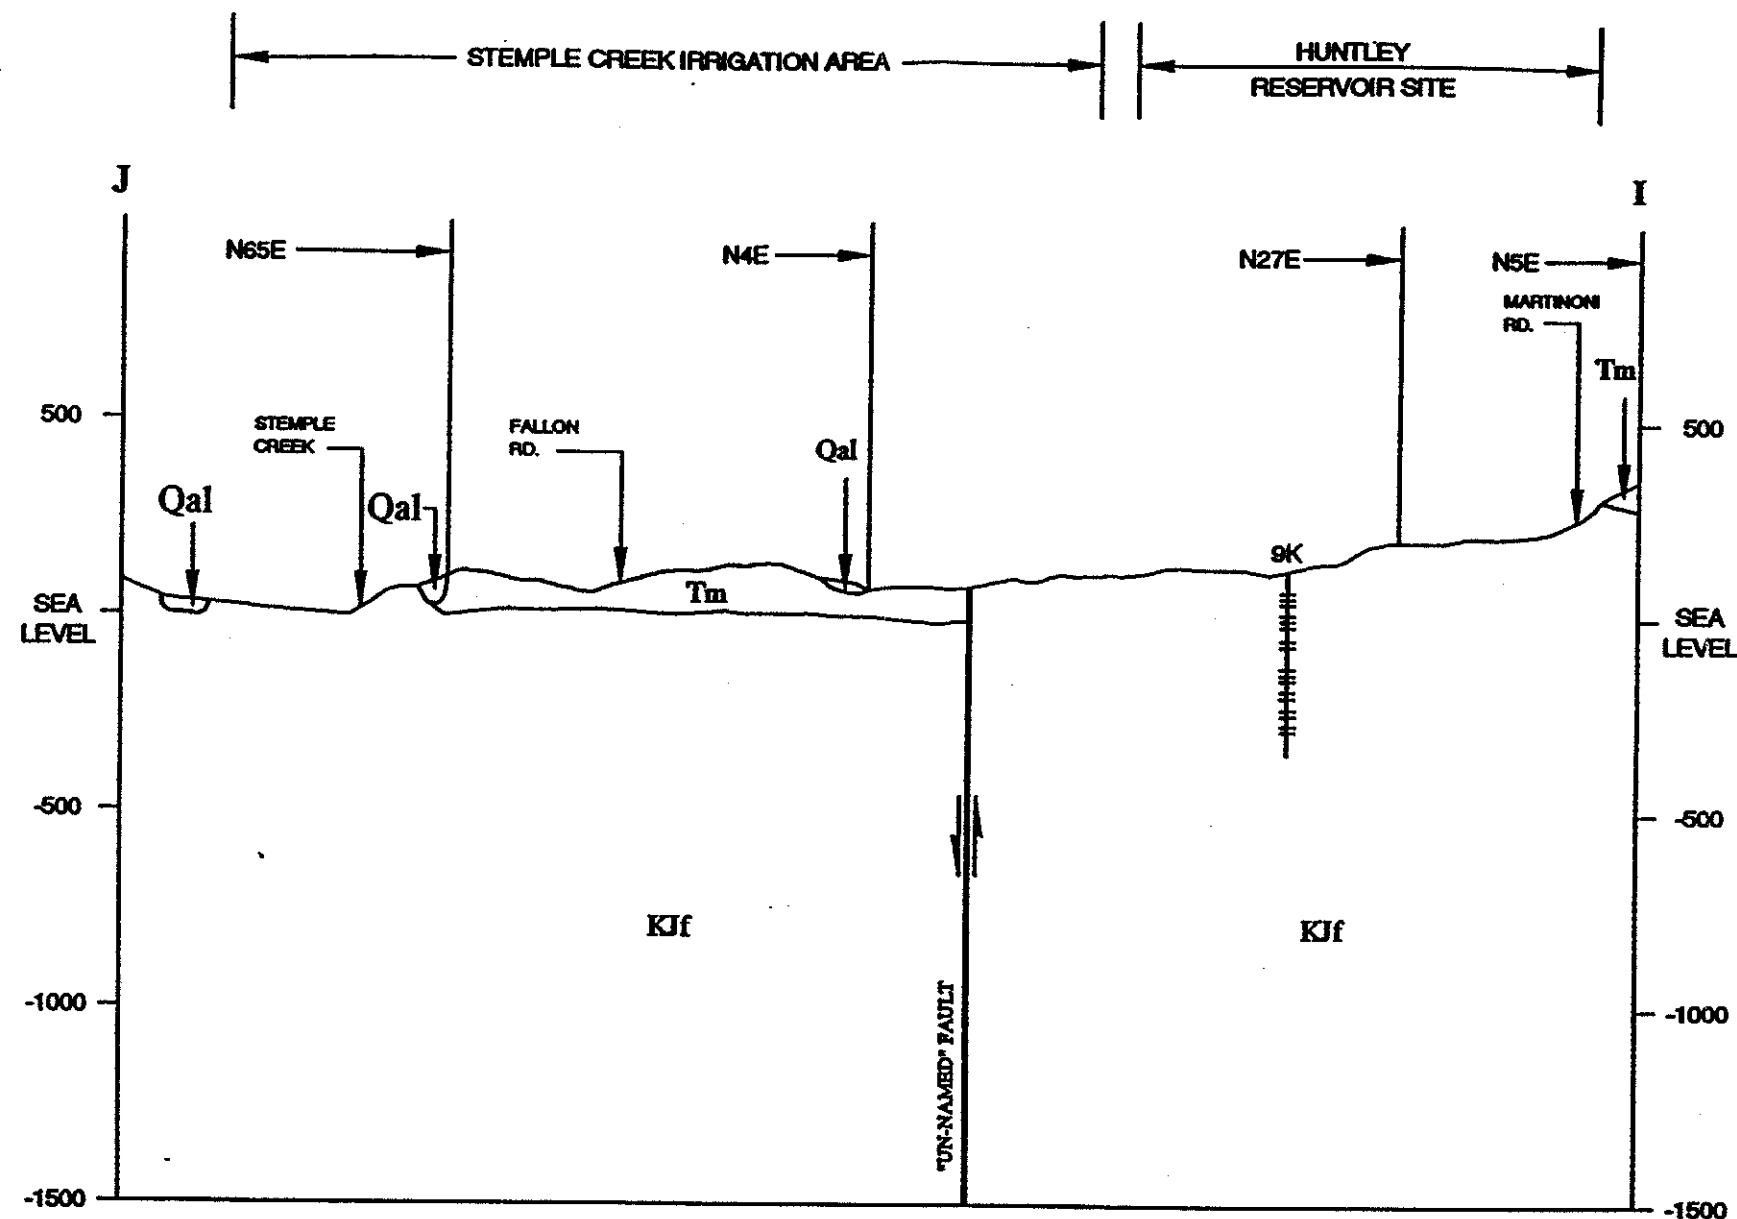 STEMPLE CREEK IRRIGATION AREA
HUNTLEY
RESERVOIR SITE
J
I
N65E
N4E
N27E
N5E
MARTINONI
RD.
Tm
500
STEMPLE
CREEK
FALLON
RD.
Qal
500
Qal
Qal
9K
Tm
SEA
LEVEL
SEA
LEVEL
-500
-500
KJf
KJf
-1000
-1000
"UN-NAMED" FAULT
-1500
-1500